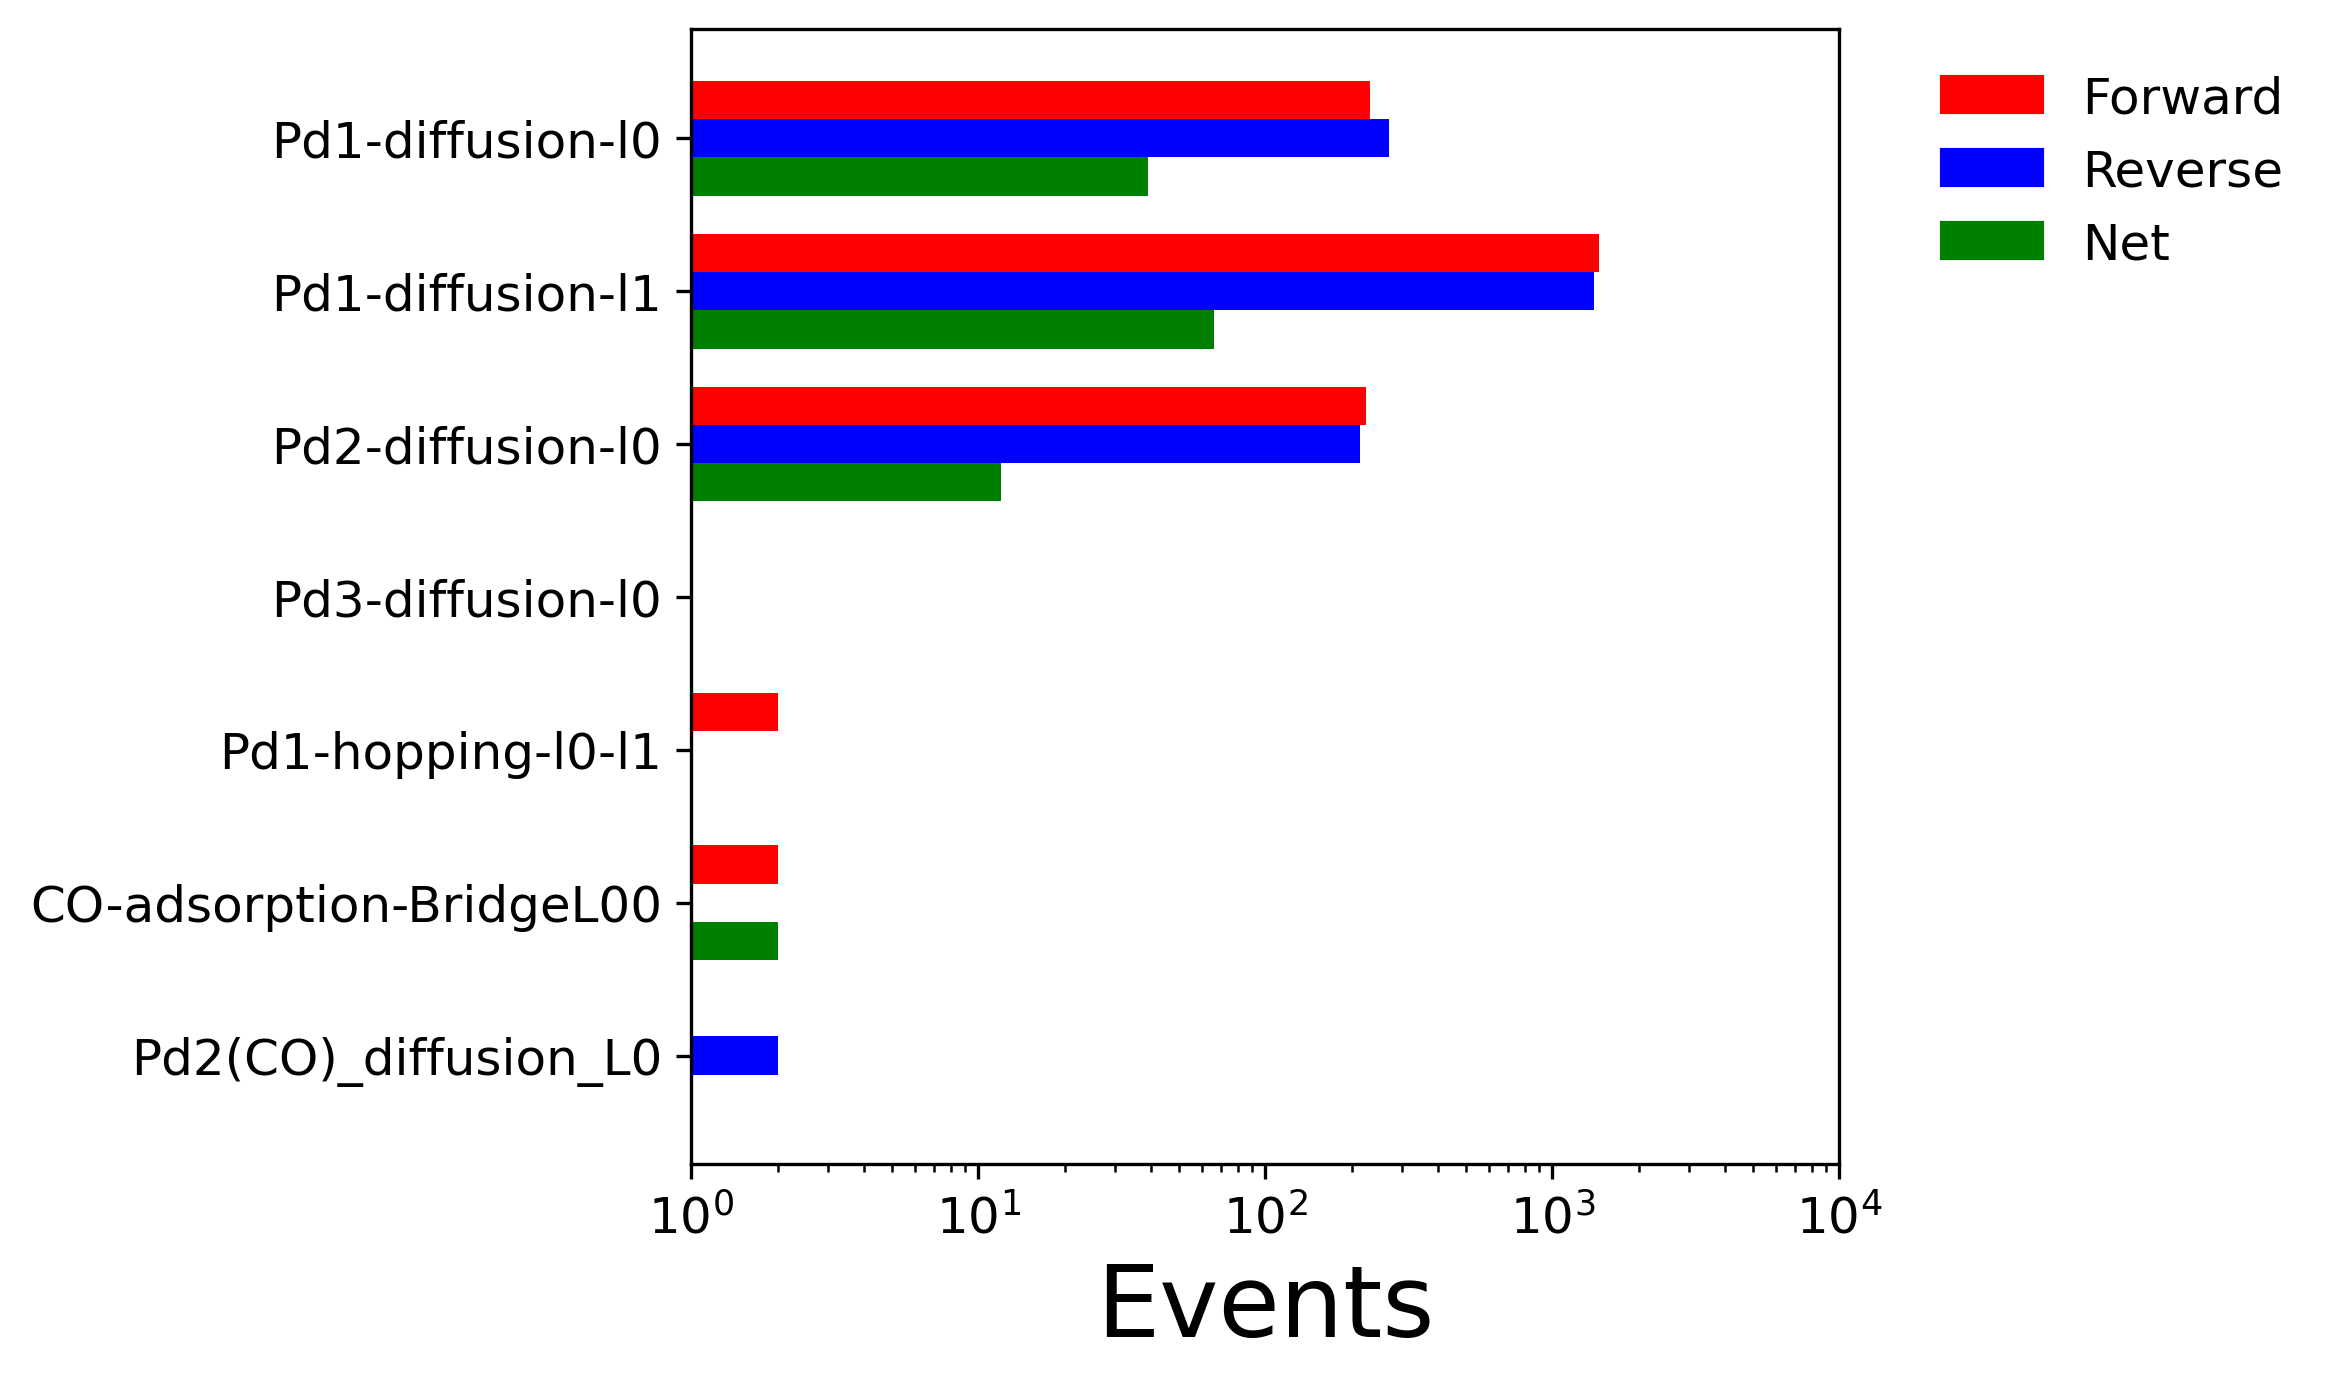 Pd1-diffusion-l0
Pd1-diffusion-l1
Pd2-diffusion-l0
Pd3-diffusion-l0
Pd1-hopping-l0-l1
CO-adsorption-BridgeL00
Pd2(CO)_diffusion_L0
10⁰ 10¹ 10² 10³ 10⁴
Events
Forward
Reverse
Net